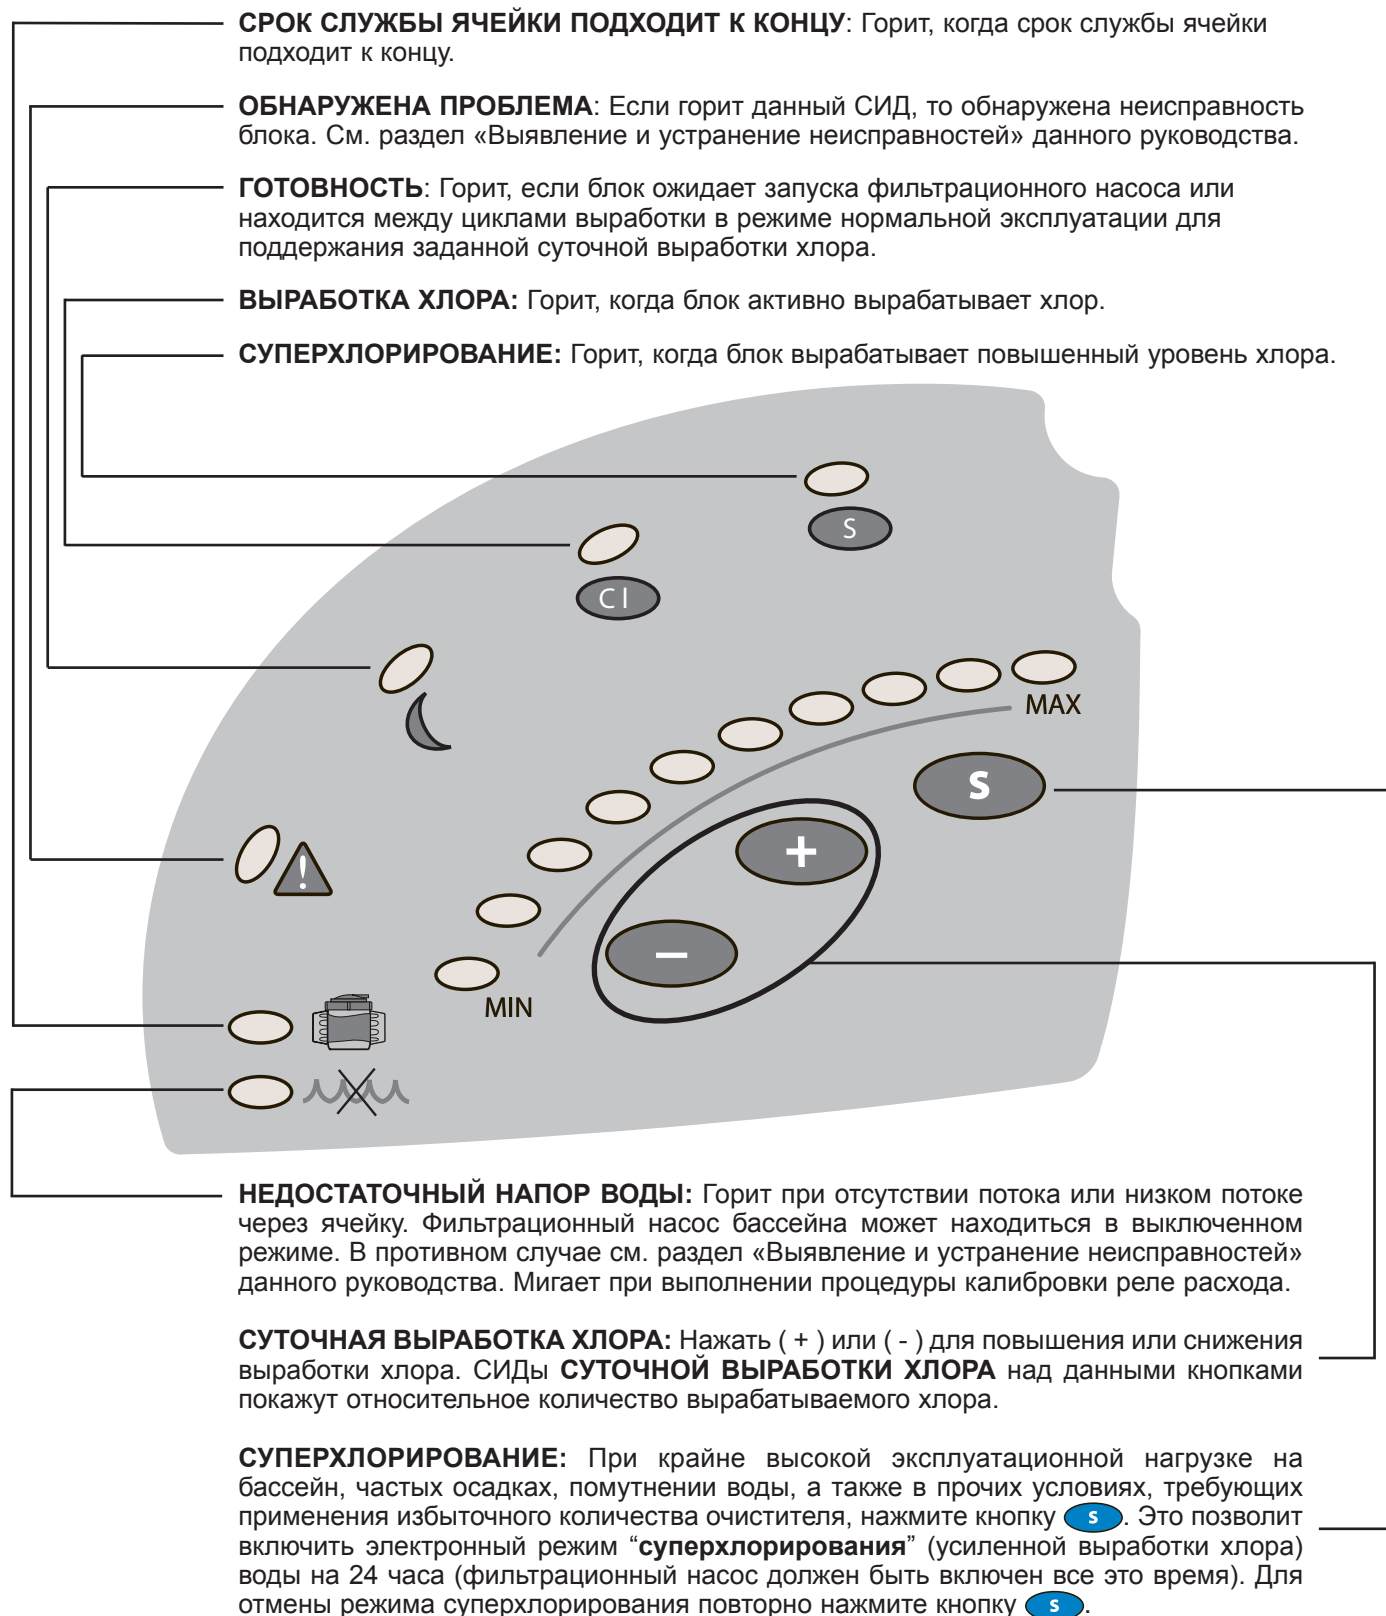 СРОК СЛУЖБЫ ЯЧЕЙКИ ПОДХОДИТ К КОНЦУ: Горит, когда срок службы ячейки
подходит к концу.
ОБНАРУЖЕНА ПРОБЛЕМА: Если горит данный СИД, то обнаружена неисправность
блока. См. раздел «Выявление и устранение неисправностей» данного руководства.
ГОТОВНОСТЬ: Горит, если блок ожидает запуска фильтрационного насоса или
находится между циклами выработки в режиме нормальной эксплуатации для
поддержания заданной суточной выработки хлора.
ВЫРАБОТКА ХЛОРА: Горит, когда блок активно вырабатывает хлор.
СУПЕРХЛОРИРОВАНИЕ: Горит, когда блок вырабатывает повышенный уровень хлора.
S
Cl
MAX
S
+
!
–
MIN
НЕДОСТАТОЧНЫЙ НАПОР ВОДЫ: Горит при отсутствии потока или низком потоке
через ячейку. Фильтрационный насос бассейна может находиться в выключенном
режиме. В противном случае см. раздел «Выявление и устранение неисправностей»
данного руководства. Мигает при выполнении процедуры калибровки реле расхода.
СУТОЧНАЯ ВЫРАБОТКА ХЛОРА: Нажать ( + ) или ( - ) для повышения или снижения
выработки хлора. СИДы СУТОЧНОЙ ВЫРАБОТКИ ХЛОРА над данными кнопками
покажут относительное количество вырабатываемого хлора.
СУПЕРХЛОРИРОВАНИЕ: При крайне высокой эксплуатационной нагрузке на
бассейн, частых осадках, помутнении воды, а также в прочих условиях, требующих
применения избыточного количества очистителя, нажмите кнопку S. Это позволит
включить электронный режим “суперхлорирования” (усиленной выработки хлора)
воды на 24 часа (фильтрационный насос должен быть включен все это время). Для
отмены режима суперхлорирования повторно нажмите кнопку S.